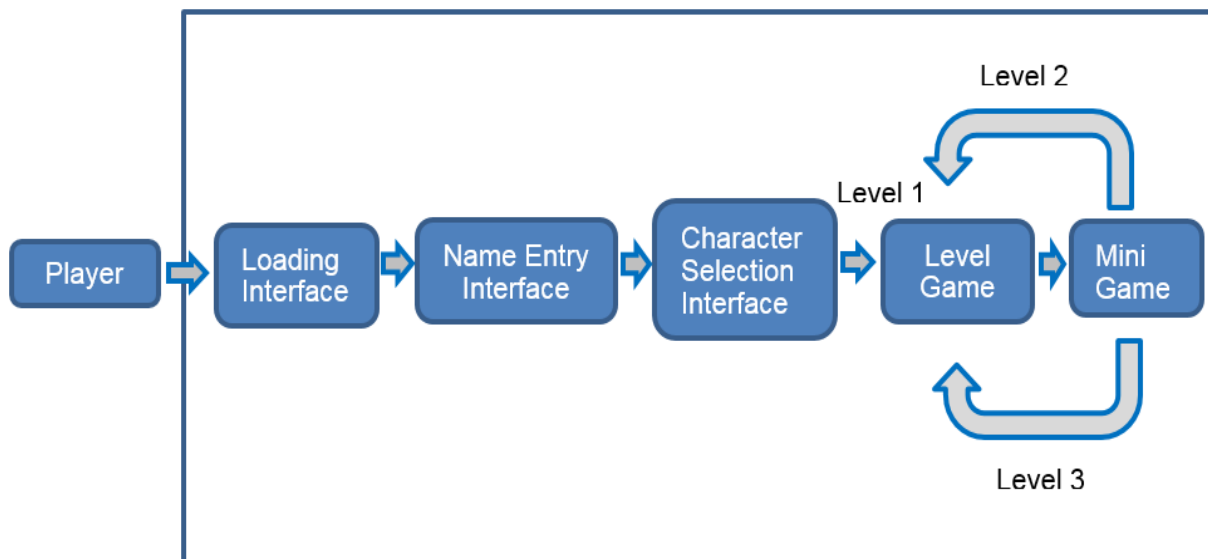 Level 2
Level 1
Player
Loading
Interface
Name Entry
Interface
Character
Selection
Interface
Level
Game
Mini
Game
Level 3